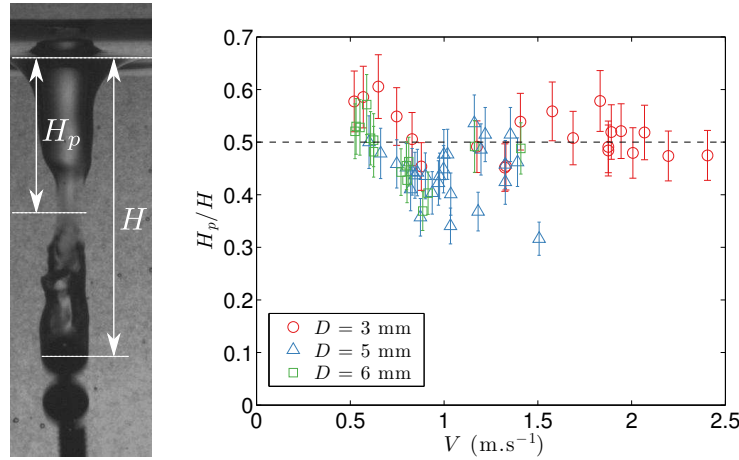 H_p
H
0.7
0.6
0.5
0.4
0.3
0.2
0.1
0
H_p/H
D = 3 mm
D = 5 mm
D = 6 mm
0
0.5
1
1.5
2
2.5
V (m.s⁻¹)